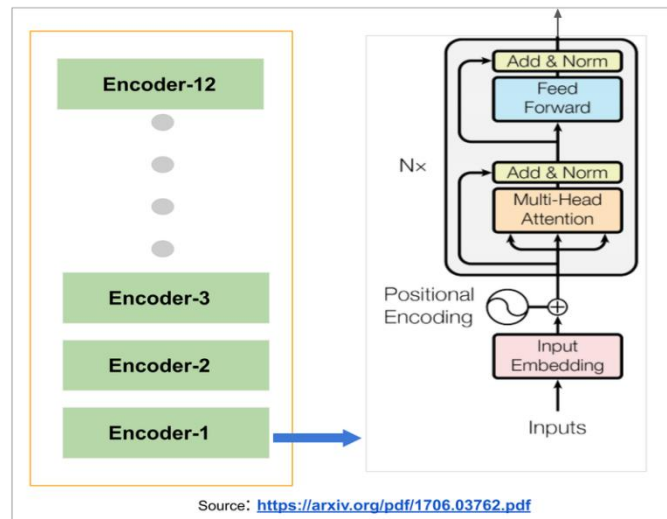 Encoder-12
Encoder-3
Encoder-2
Encoder-1
Add & Norm
Feed
Forward
N×
Add & Norm
Multi-Head
Attention
Positional
Encoding
Input
Embedding
Inputs
Source: https://arxiv.org/pdf/1706.03762.pdf